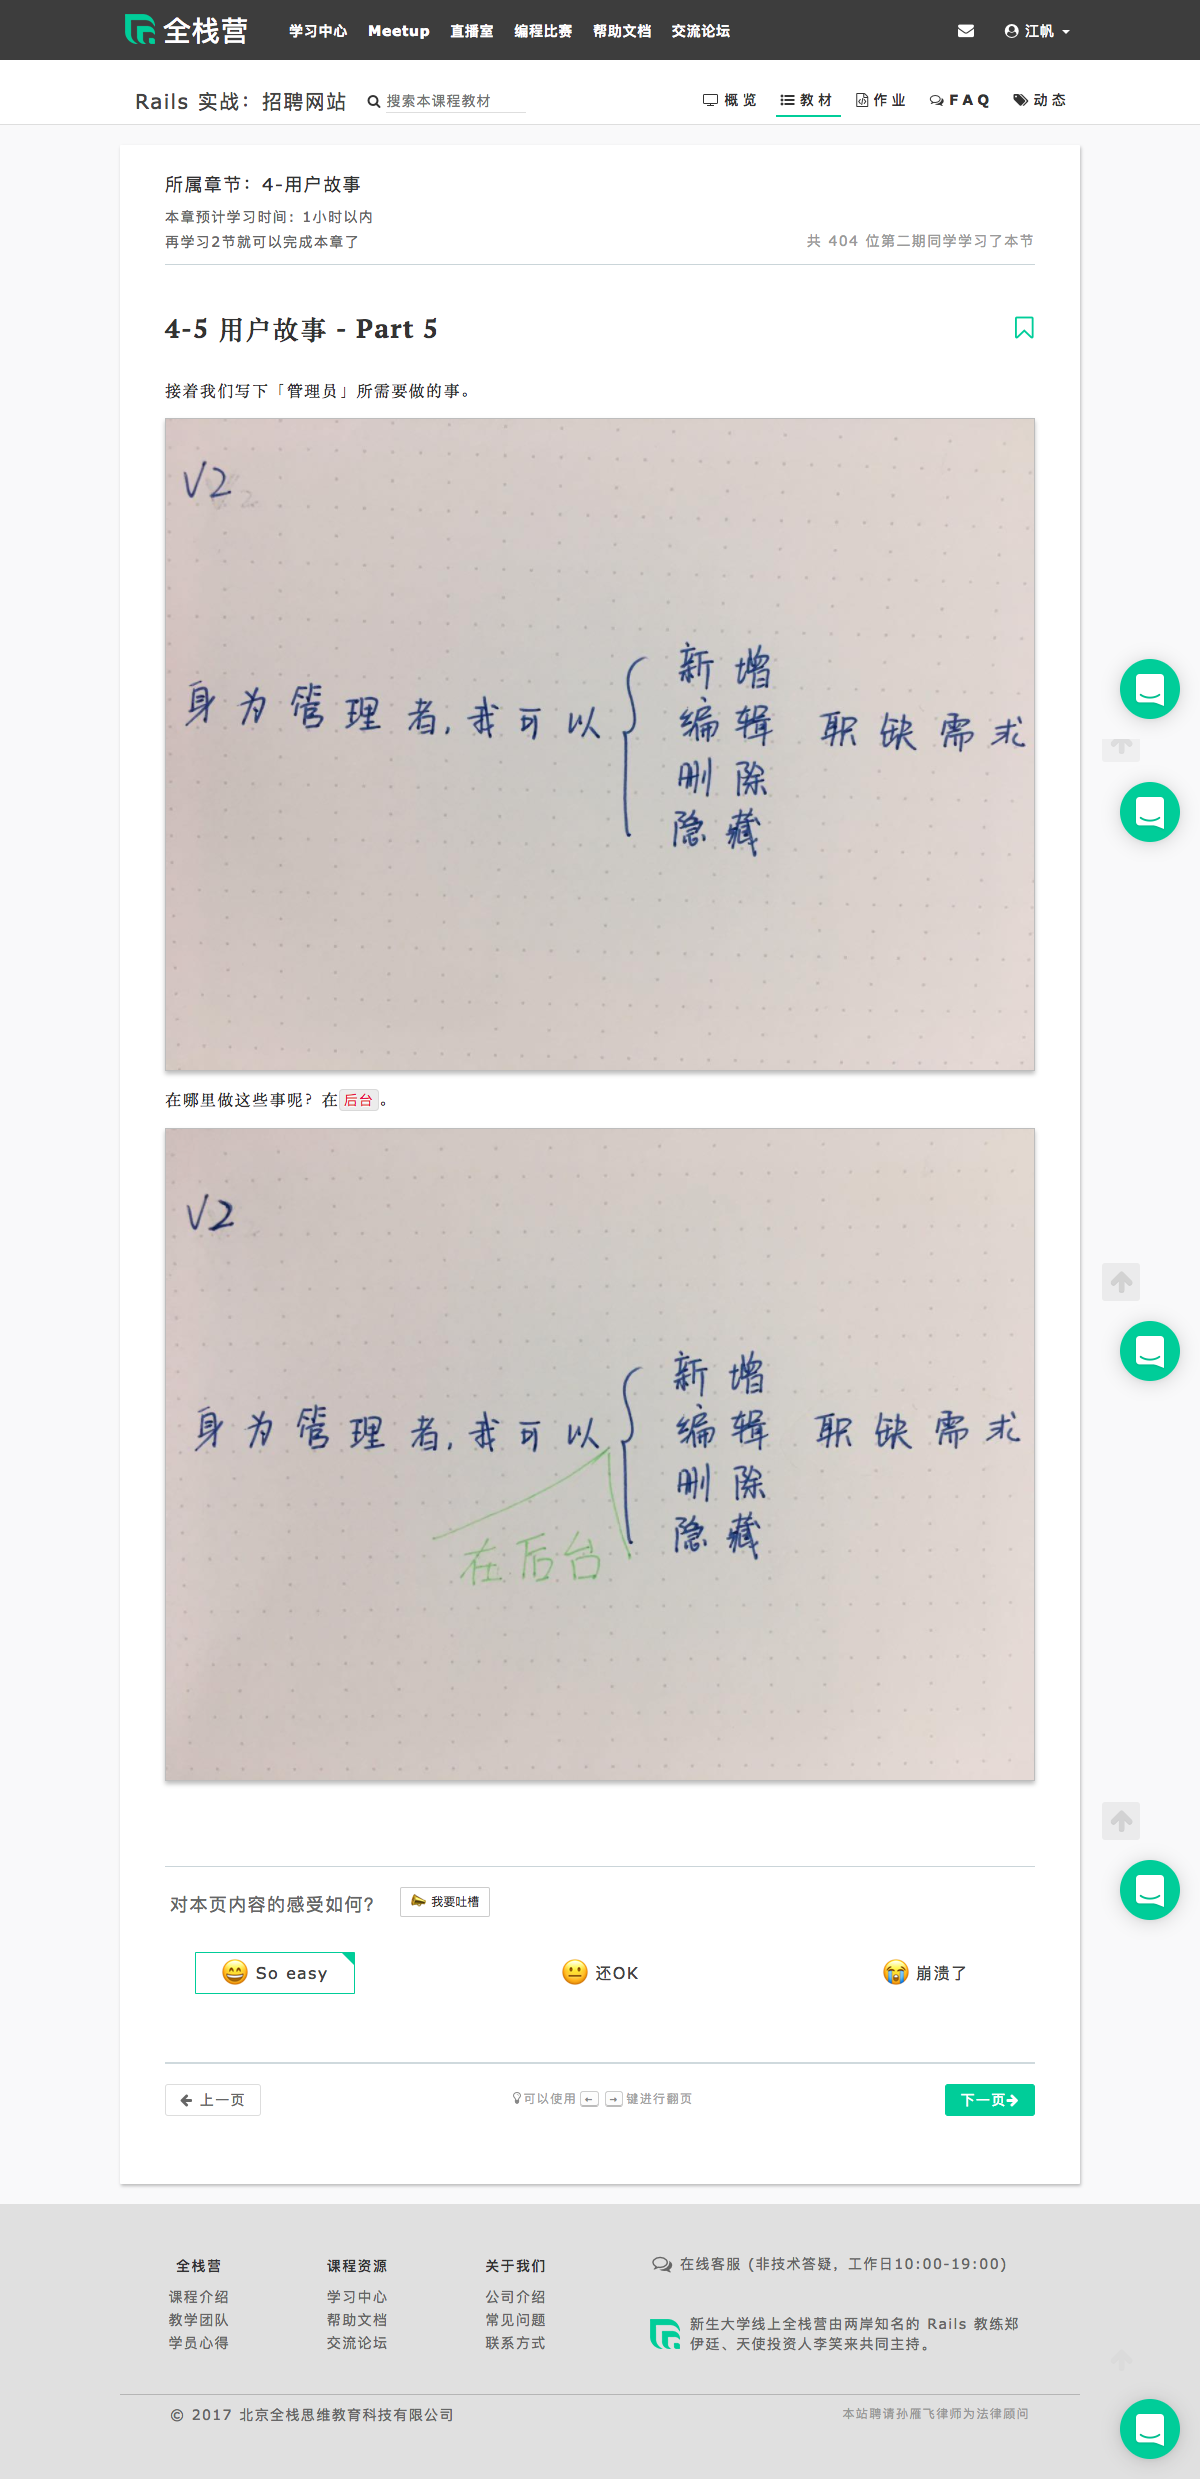 全栈营 学习中心 Meetup 直播室 编程比赛 帮助文档 交流论坛 江帆
Rails 实战：招聘网站 搜索本课程教材 概览 教材 作业 FAQ 动态
所属章节：4-用户故事
本章预计学习时间：1小时以内
再学习2节就可以完成本章了
共 404 位第二期同学学习了本节
4-5 用户故事 - Part 5
接着我们写下「管理员」所需要做的事。
V2
身为管理者,我可以
新增
编辑
删除
隐藏
职缺需求
在哪里做这些事呢？在 后台 。
V2
身为管理者,我可以
新增
编辑
删除
隐藏
职缺需求
在后台
对本页内容的感受如何？ 我要吐槽
So easy 还OK 崩溃了
上一页 可以使用 ← → 键进行翻页 下一页
全栈营
课程介绍
教学团队
学员心得
课程资源
学习中心
帮助文档
交流论坛
关于我们
公司介绍
常见问题
联系方式
在线客服 (非技术答疑，工作日10:00-19:00)
新生大学线上全栈营由两岸知名的 Rails 教练郑
伊廷、天使投资人李笑来共同主持。
© 2017 北京全栈思维教育科技有限公司
本站聘请孙雁飞律师为法律顾问